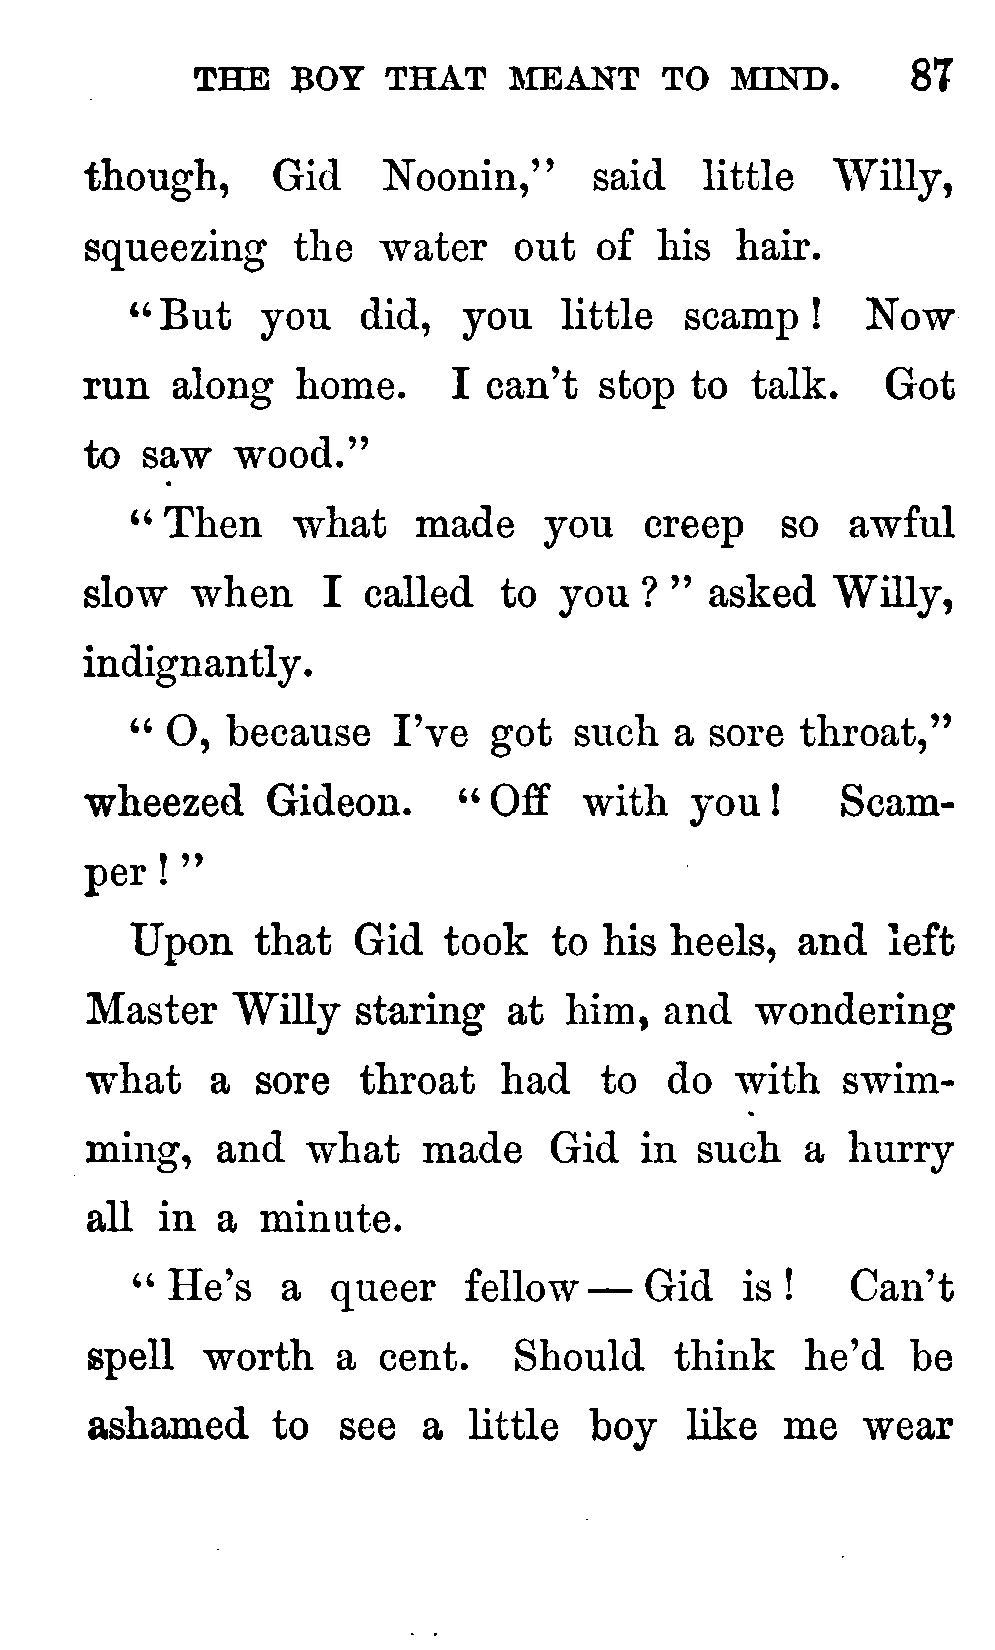 THE BOY THAT MEANT TO MIND. 87
though, Gid Noonin," said little Willy,
squeezing the water out of his hair.
"But you did, you little scamp! Now
run along home. I can't stop to talk. Got
to saw wood."
"Then what made you creep so awful
slow when I called to you?" asked Willy,
indignantly.
"O, because I've got such a sore throat,"
wheezed Gideon. "Off with you! Scam-
per!"
Upon that Gid took to his heels, and left
Master Willy staring at him, and wondering
what a sore throat had to do with swim-
ming, and what made Gid in such a hurry
all in a minute.
"He's a queer fellow—Gid is! Can't
spell worth a cent. Should think he'd be
ashamed to see a little boy like me wear